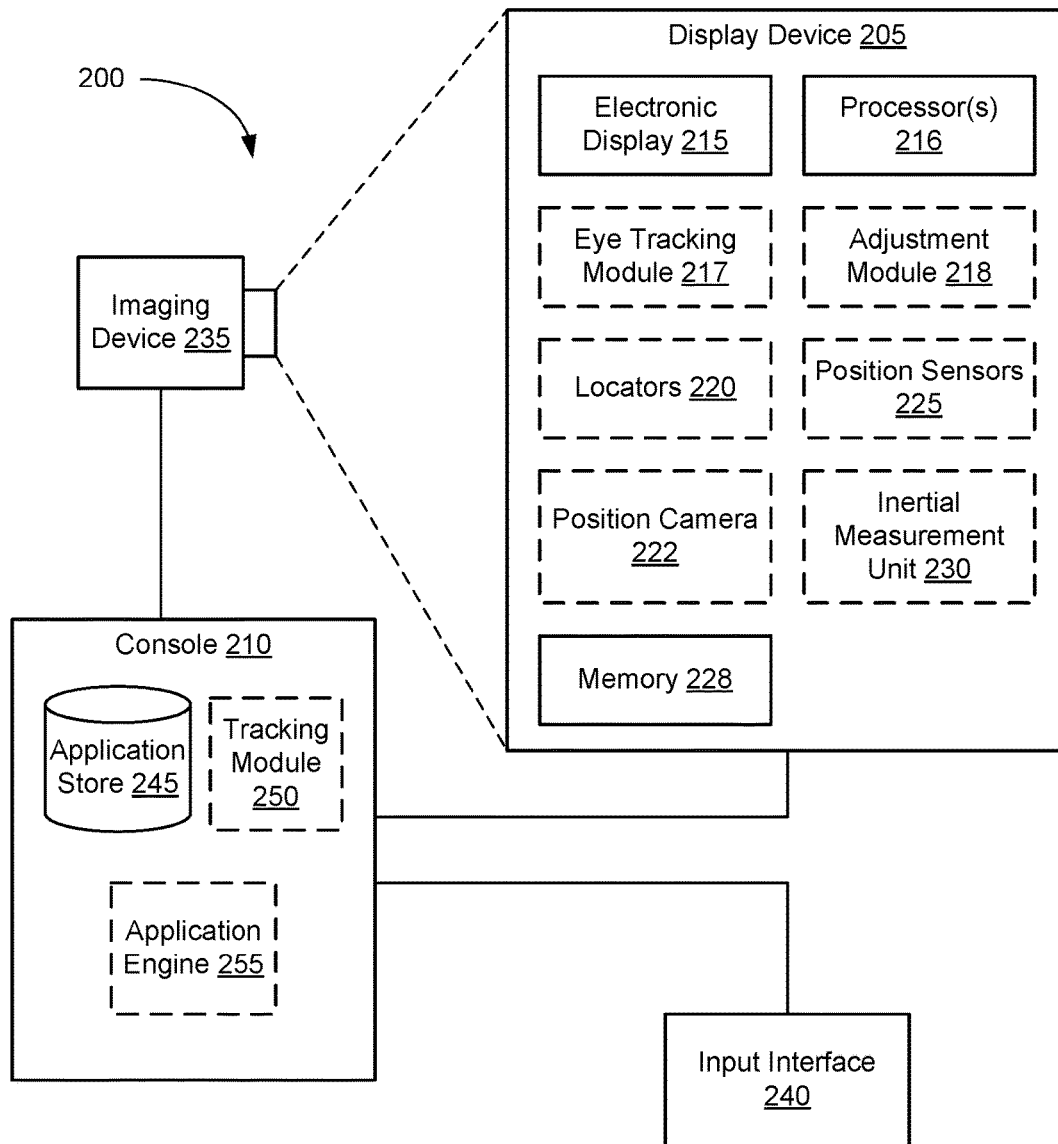 200
Display Device 205
Electronic
Display 215
Processor(s)
216
Eye Tracking
Module 217
Adjustment
Module 218
Imaging
Device 235
Locators 220
Position Sensors
225
Position Camera
222
Inertial
Measurement
Unit 230
Memory 228
Console 210
Application
Store 245
Tracking
Module
250
Application
Engine 255
Input Interface
240